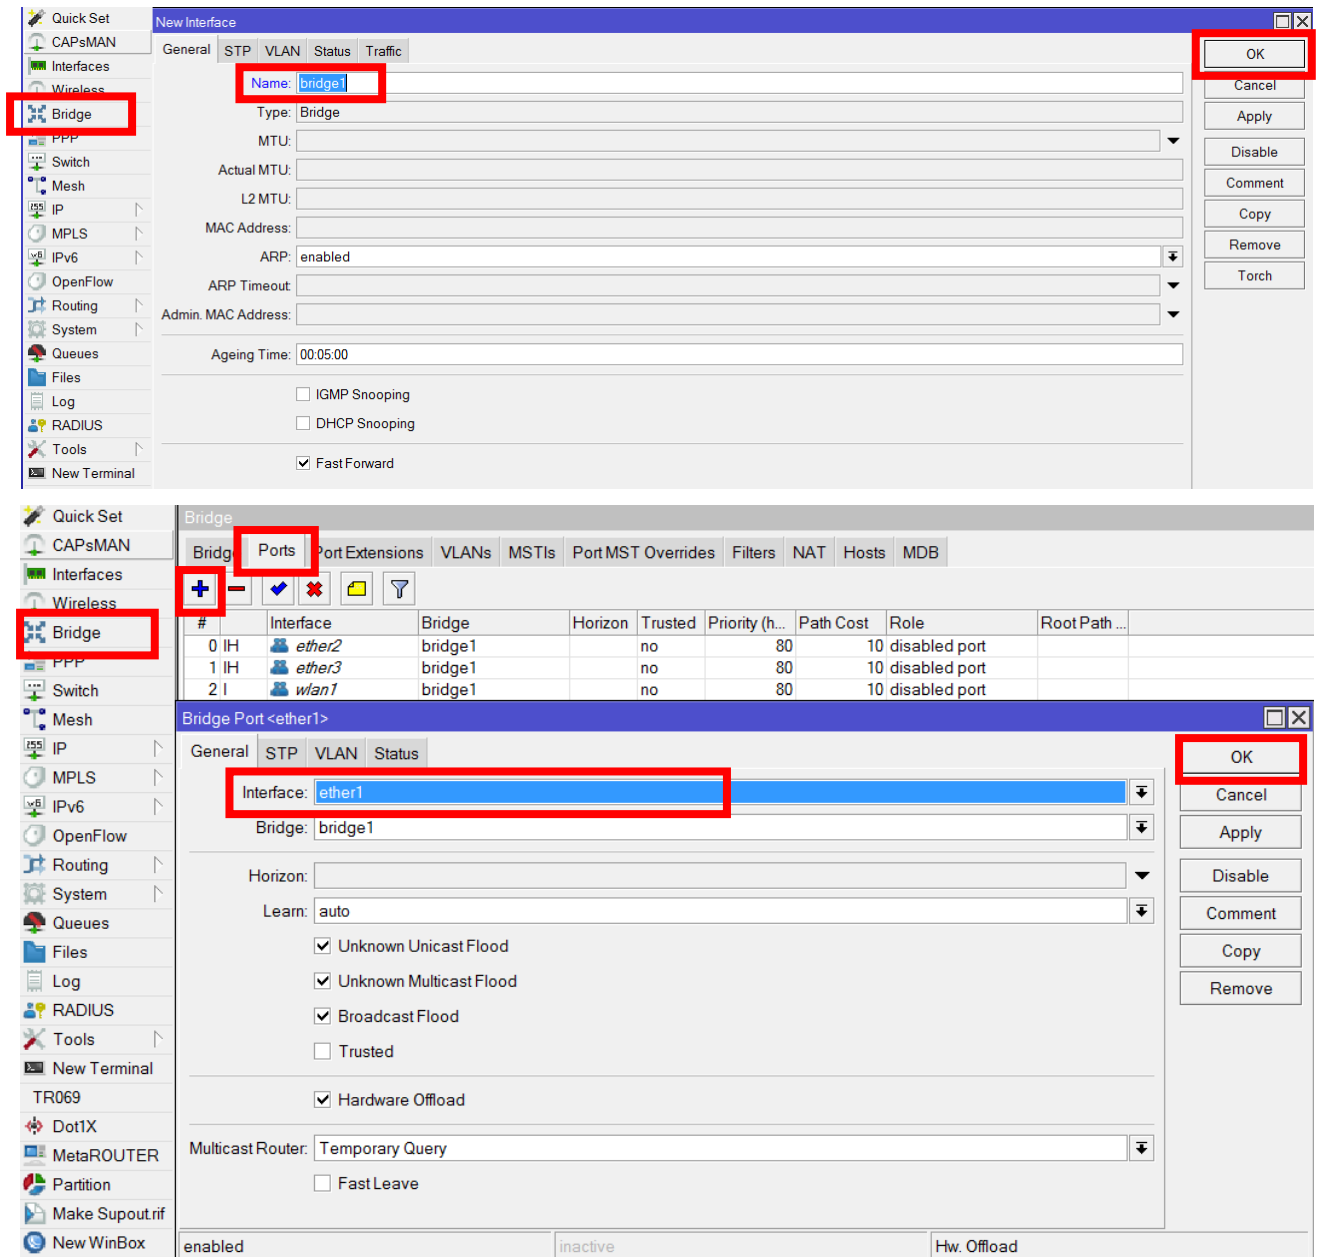 Quick Set
CAPsMAN
Interfaces
Wireless
Bridge
PPP
Switch
Mesh
IP
MPLS
IPv6
OpenFlow
Routing
System
Queues
Files
Log
RADIUS
Tools
New Terminal
New Interface
General STP VLAN Status Traffic
Name: bridge1
Type: Bridge
MTU:
Actual MTU:
L2 MTU:
MAC Address:
ARP: enabled
ARP Timeout:
Admin. MAC Address:
Ageing Time: 00:05:00
IGMP Snooping
DHCP Snooping
Fast Forward
OK
Cancel
Apply
Disable
Comment
Copy
Remove
Torch
Quick Set
CAPsMAN
Interfaces
Wireless
Bridge
PPP
Switch
Mesh
IP
MPLS
IPv6
OpenFlow
Routing
System
Queues
Files
Log
RADIUS
Tools
New Terminal
TR069
Dot1X
MetaROUTER
Partition
Make Supout.rif
New WinBox
Bridge
Bridge Ports Port Extensions VLANs MSTIs Port MST Overrides Filters NAT Hosts MDB
# Interface Bridge Horizon Trusted Priority (h... Path Cost Role Root Path ...
0 IH ether2 bridge1 no 80 10 disabled port
1 IH ether3 bridge1 no 80 10 disabled port
2 I wlan1 bridge1 no 80 10 disabled port
Bridge Port <ether1>
General STP VLAN Status
Interface: ether1
Bridge: bridge1
Horizon:
Learn: auto
Unknown Unicast Flood
Unknown Multicast Flood
Broadcast Flood
Trusted
Hardware Offload
Multicast Router: Temporary Query
Fast Leave
OK
Cancel
Apply
Disable
Comment
Copy
Remove
enabled inactive Hw. Offload